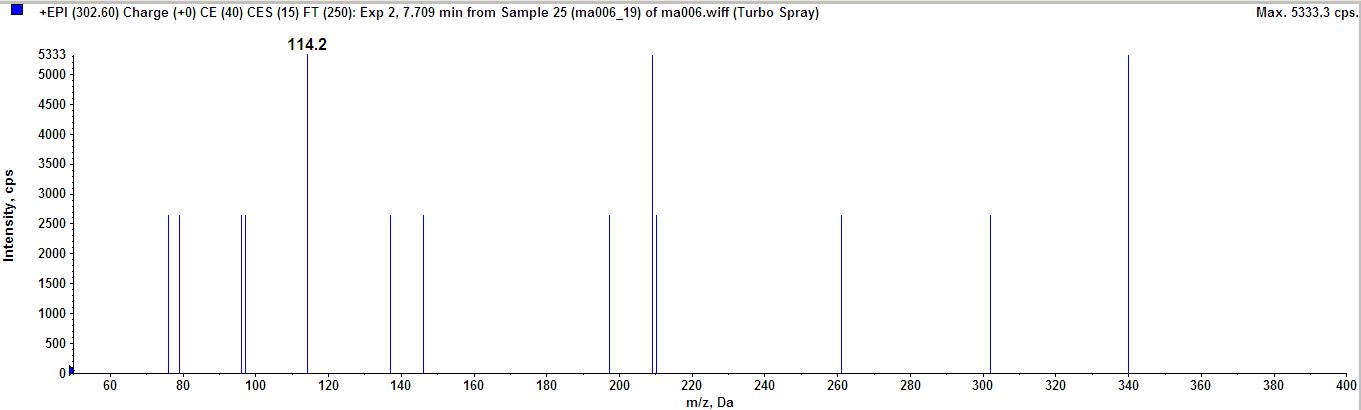 +EPI (302.60) Charge (+0) CE (40) CES (15) FT (250): Exp 2, 7.709 min from Sample 25 (ma006_19) of ma006.wiff (Turbo Spray)
Max. 5333.3 cps.
114.2
5333
5000
4500
4000
3500
3000
2500
2000
1500
1000
500
0
Intensity, cps
60 80 100 120 140 160 180 200 220 240 260 280 300 320 340 360 380 400
m/z, Da